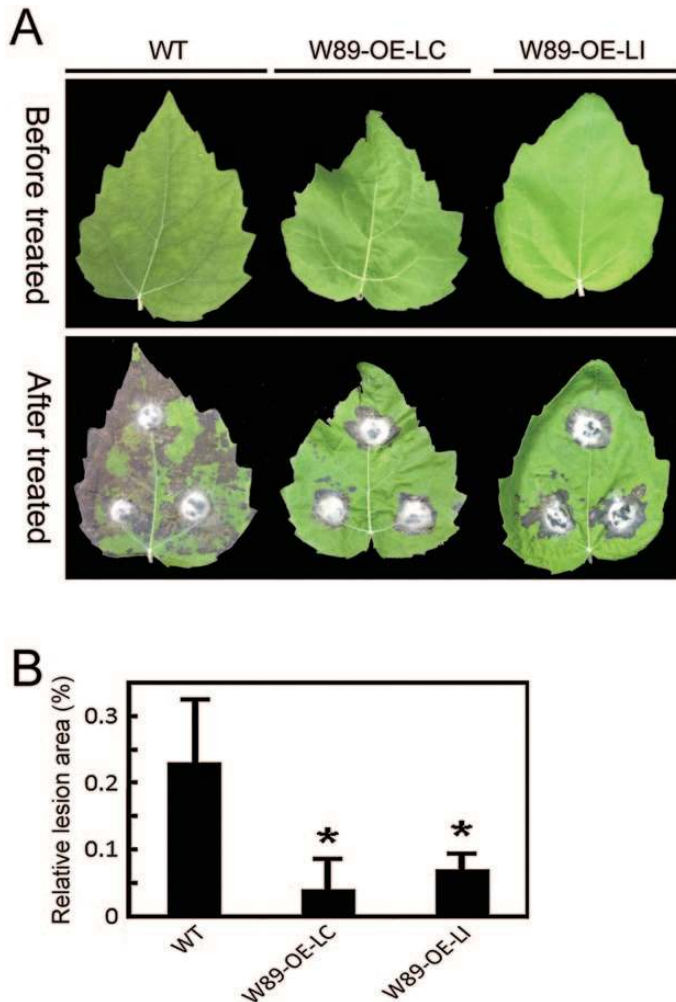 A
WT W89-OE-LC W89-OE-LI
Before treated
After treated
B
Relative lesion area (%)
0.3
0.2
0.1
0
* *
WT W89-OE-LC W89-OE-LI